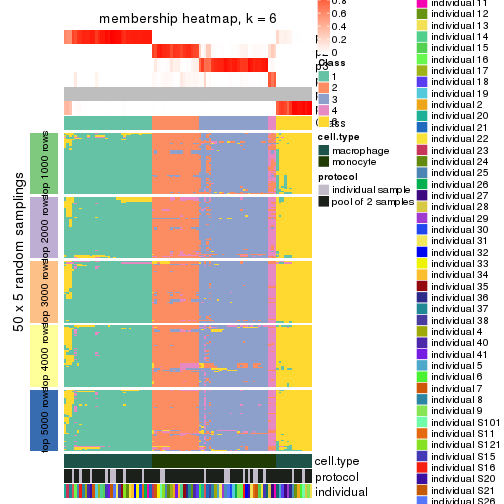 membership heatmap, k = 6
0.8
0.6
0.4
0.2
0
Class
1
2
3
4
cell.type
macrophage
monocyte
protocol
individual sample
pool of 2 samples
50 x 5 random samplings
top 1000 rows
top 2000 rows
top 3000 rows
top 4000 rows
top 5000 rows
cell.type
protocol
individual
individual 11
individual 12
individual 13
individual 14
individual 15
individual 16
individual 17
individual 18
individual 19
individual 2
individual 20
individual 21
individual 22
individual 23
individual 24
individual 25
individual 26
individual 27
individual 28
individual 29
individual 30
individual 31
individual 32
individual 33
individual 34
individual 35
individual 36
individual 37
individual 38
individual 4
individual 40
individual 41
individual 5
individual 6
individual 7
individual 8
individual 9
individual S101
individual S11
individual S121
individual S15
individual S16
individual S20
individual S22
individual S26